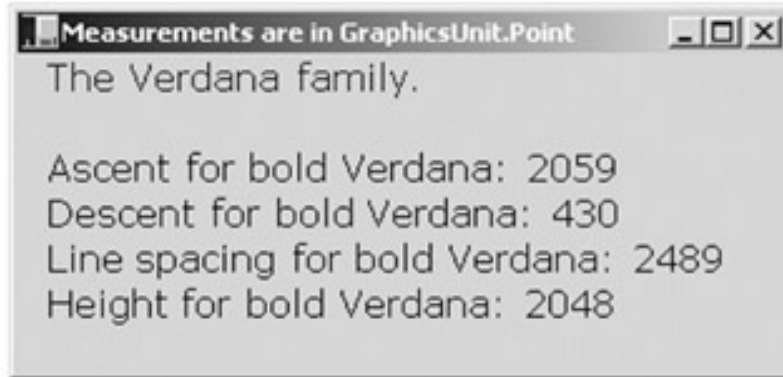 Measurements are in GraphicsUnit.Point
The Verdana family.
Ascent for bold Verdana: 2059
Descent for bold Verdana: 430
Line spacing for bold Verdana: 2489
Height for bold Verdana: 2048